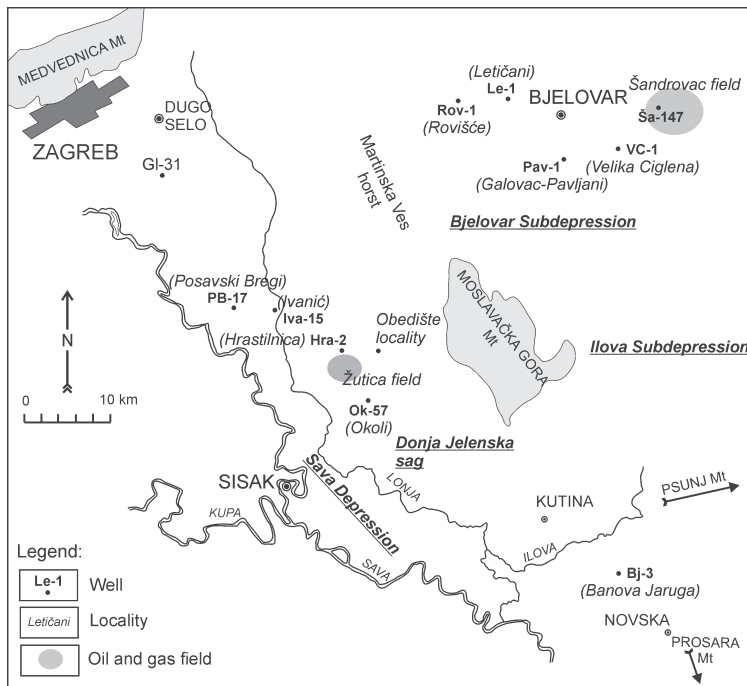 MEDVEDNICA Mt
DUGO
SELO
ZAGREB
Gl-31
(Letičani)
Le-1
Rov-1
(Rovišće)
BJELOVAR
Šandrovac field
Ša-147
VC-1
(Velika Ciglena)
Pav-1
(Galovac-Pavljani)
Martinska Ves
horst
Bjelovar Subdepression
(Posavski Bregi)
PB-17
(Ivanić)
Iva-15
(Hrastilnica) Hra-2
Obedište
locality
MOSLAVAČKA GORA
Mt
Ilova Subdepression
N
0 10 km
Žutica field
Ok-57
(Okoli)
Donja Jelenska
sag
Sava Depression
SISAK
LONJA
KUPA
SAVA
KUTINA
ILOVA
PSUNJ Mt
Bj-3
(Banova Jaruga)
NOVSKA
PROSARA
Mt
Legend:
Le-1 Well
Letičani Locality
Oil and gas field